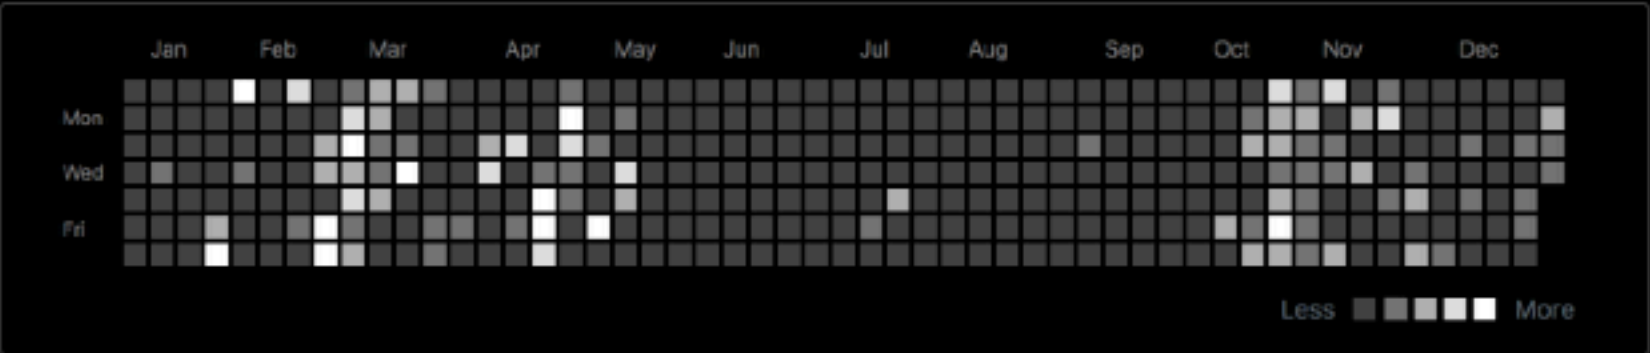 Jan Feb Mar Apr May Jun Jul Aug Sep Oct Nov Dec
Mon
Wed
Fri
Less More